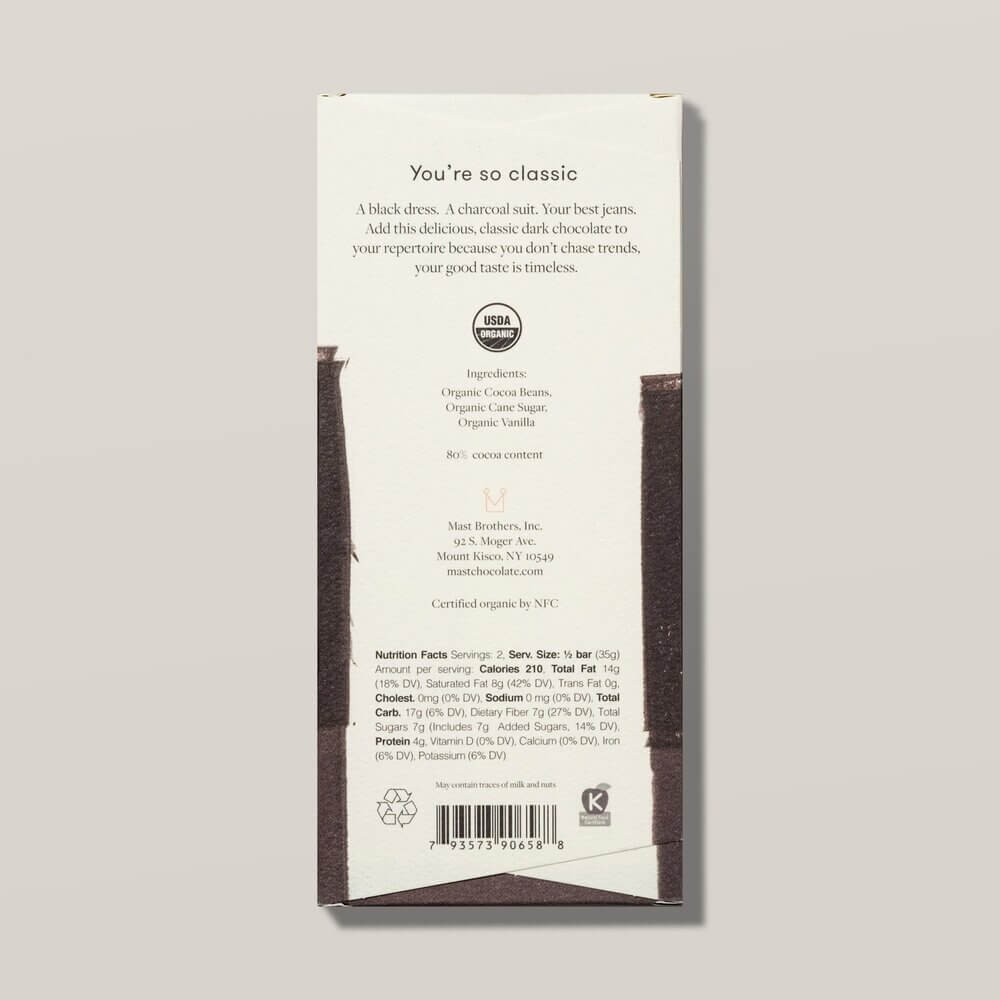 You're so classic
A black dress. A charcoal suit. Your best jeans.
Add this delicious, classic dark chocolate to
your repertoire because you don't chase trends,
your good taste is timeless.
USDA
ORGANIC
Ingredients:
Organic Cocoa Beans,
Organic Cane Sugar,
Organic Vanilla
80% cocoa content
Mast Brothers, Inc.
92 S. Moger Ave.
Mount Kisco, NY 10549
mastchocolate.com
Certified organic by NFC
Nutrition Facts Servings: 2, Serv. Size: ½ bar (35g)
Amount per serving: Calories 210, Total Fat 14g
(18% DV), Saturated Fat 8g (42% DV), Trans Fat 0g,
Cholest. 0mg (0% DV), Sodium 0 mg (0% DV), Total
Carb. 17g (6% DV), Dietary Fiber 7g (27% DV), Total
Sugars 7g (Includes 7g Added Sugars, 14% DV),
Protein 4g, Vitamin D (0% DV), Calcium (0% DV), Iron
(6% DV), Potassium (6% DV)
May contain traces of milk and nuts
K
7 93573 90658 8